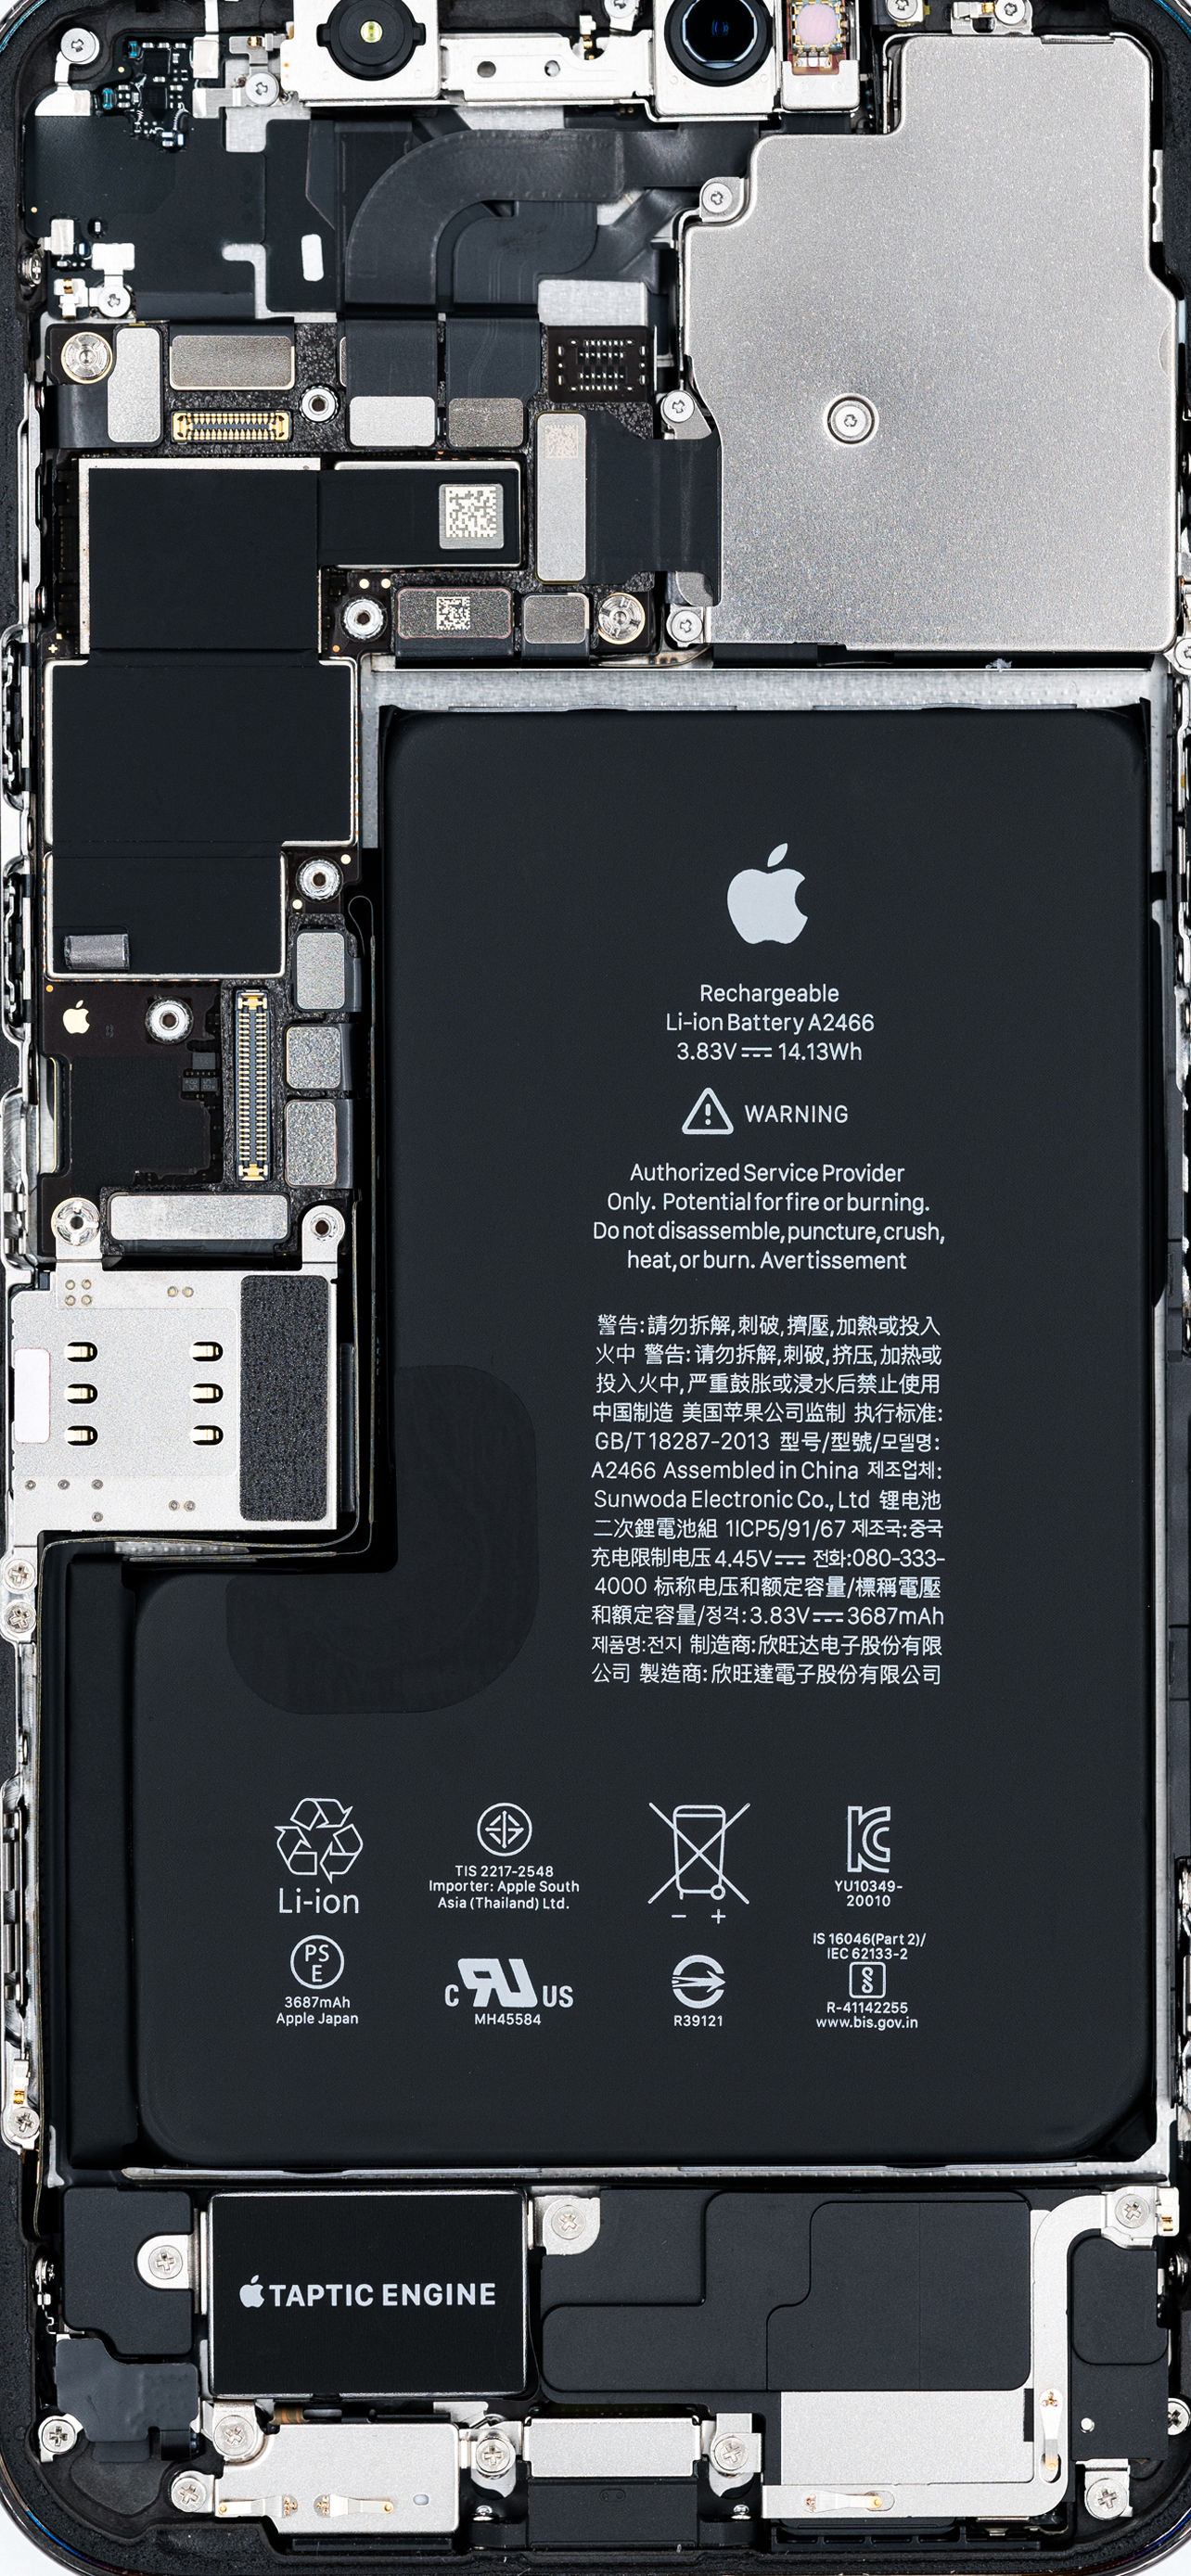 Rechargeable
Li-ion Battery A2466
3.83V ⎓ 14.13Wh
WARNING
Authorized Service Provider
Only. Potential for fire or burning.
Do not disassemble, puncture, crush,
heat, or burn. Avertissement
警告:請勿拆解,刺破,擠壓,加熱或投入
火中 警告:请勿拆解,刺破,挤压,加热或
投入火中,严重鼓胀或浸水后禁止使用
中国制造 美国苹果公司监制 执行标准:
GB/T18287-2013 型号/型號/모델명:
A2466 Assembled in China 제조업체:
Sunwoda Electronic Co., Ltd 锂电池
二次鋰電池組 1ICP5/91/67 제조국:중국
充电限制电压 4.45V ⎓ 전화:080-333-
4000 标称电压和额定容量/標稱電壓
和額定容量/정격:3.83V ⎓ 3687mAh
제품명:전지 制造商:欣旺达电子股份有限
公司 製造商:欣旺達電子股份有限公司
Li-ion
TIS 2217-2548
Importer: Apple South
Asia (Thailand) Ltd.
YU10349-
20010
PS
E
3687mAh
Apple Japan
c RU US
MH45584
R39121
IS 16046(Part 2)/
IEC 62133-2
R-41142255
www.bis.gov.in
TAPTIC ENGINE